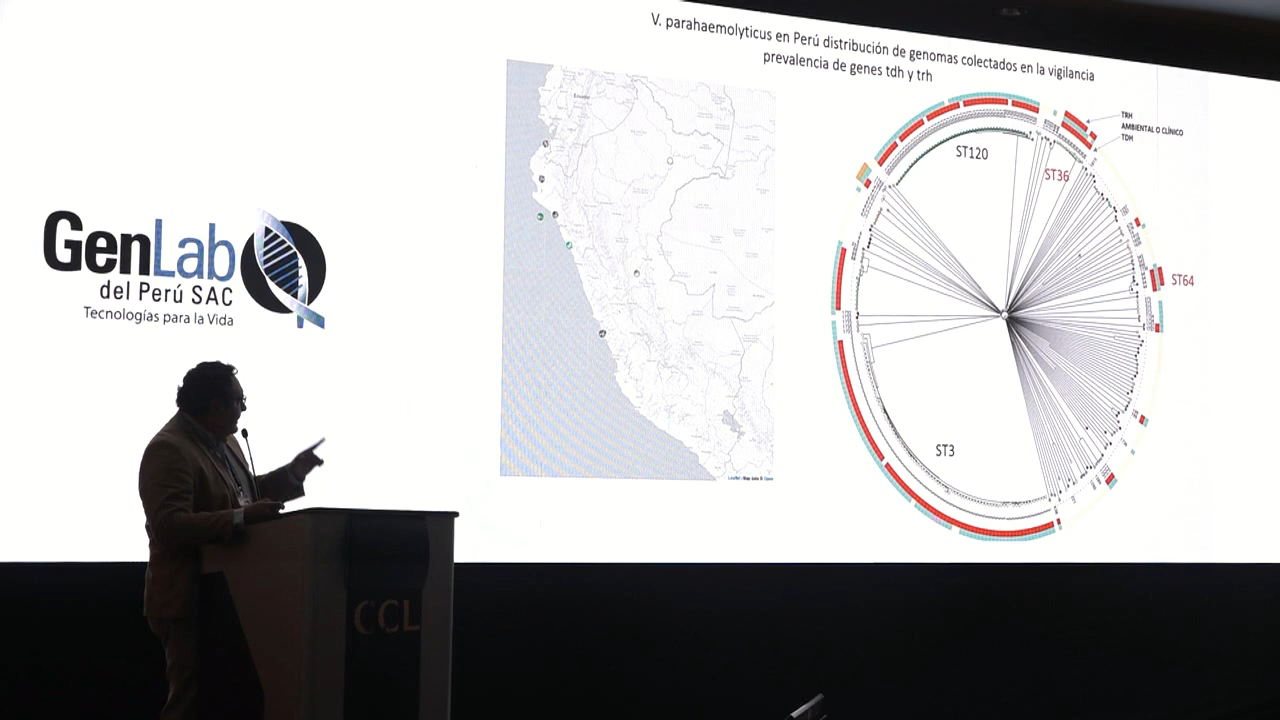 V. parahaemolyticus en Perú distribución de genomas colectados en la vigilancia
prevalencia de genes tdh y trh
GenLab
del Perú SAC
Tecnologías para la Vida
Ecuador
TRH
AMBIENTAL O CLÍNICO
TDH
ST120
ST36
ST64
ST3
CCL